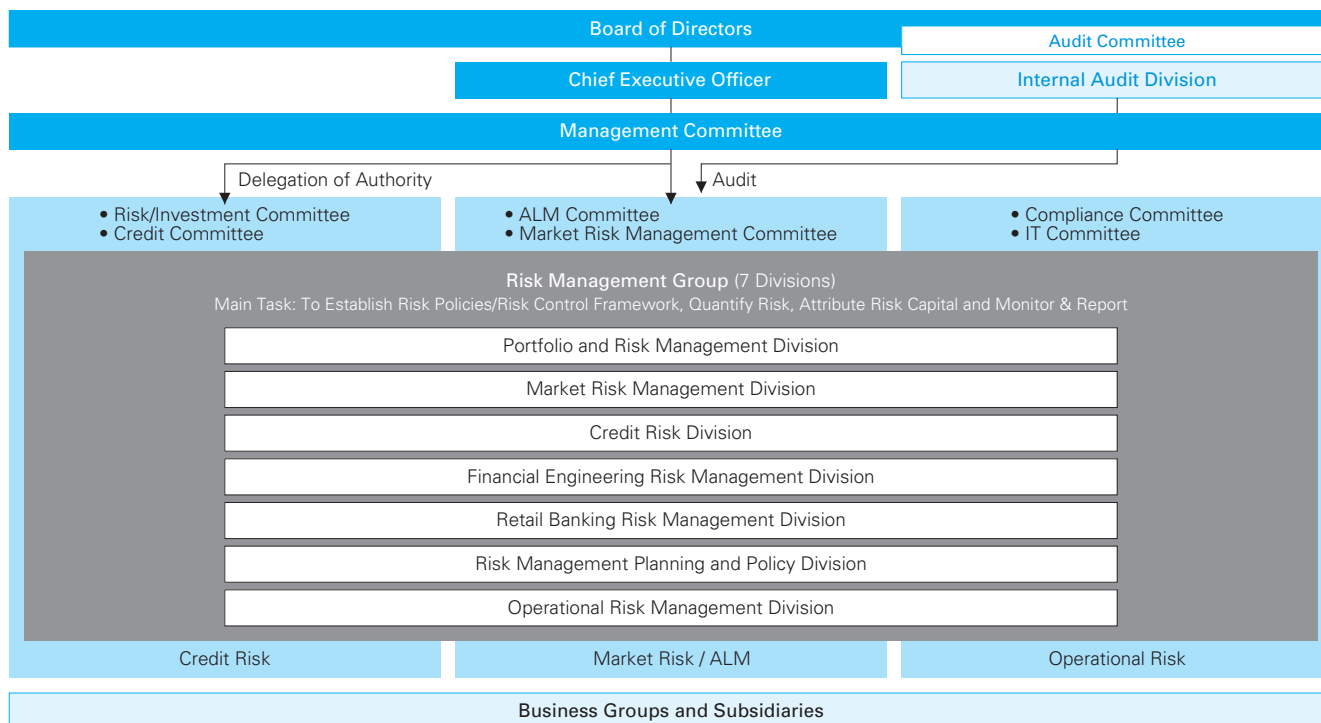 Board of Directors
Audit Committee
Chief Executive Officer
Internal Audit Division
Management Committee
Delegation of Authority
Audit
• Risk/Investment Committee
• Credit Committee
• ALM Committee
• Market Risk Management Committee
• Compliance Committee
• IT Committee
Risk Management Group (7 Divisions)
Main Task: To Establish Risk Policies/Risk Control Framework, Quantify Risk, Attribute Risk Capital and Monitor & Report
Portfolio and Risk Management Division
Market Risk Management Division
Credit Risk Division
Financial Engineering Risk Management Division
Retail Banking Risk Management Division
Risk Management Planning and Policy Division
Operational Risk Management Division
Credit Risk
Market Risk / ALM
Operational Risk
Business Groups and Subsidiaries